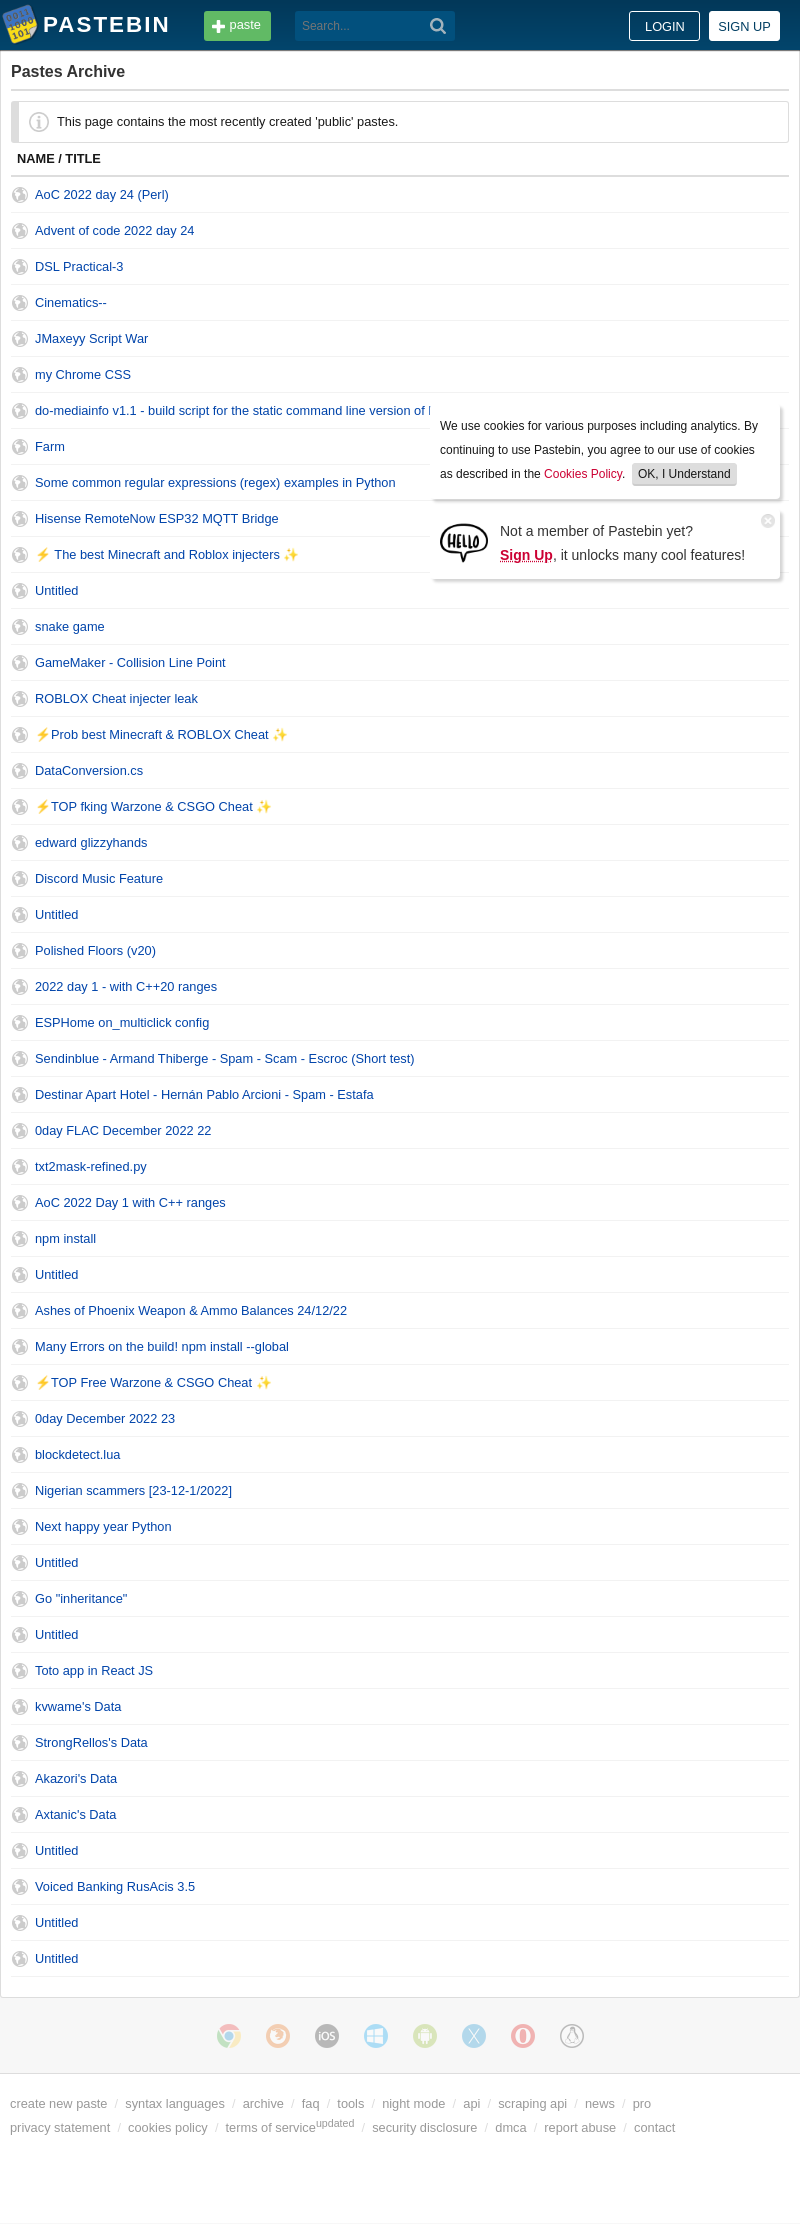 PASTEBIN
paste
Search...
LOGIN
SIGN UP
Pastes Archive
This page contains the most recently created 'public' pastes.
NAME / TITLE
AoC 2022 day 24 (Perl)
Advent of code 2022 day 24
DSL Practical-3
Cinematics--
JMaxeyy Script War
my Chrome CSS
do-mediainfo v1.1 - build script for the static command line version of
Farm
Some common regular expressions (regex) examples in Python
Hisense RemoteNow ESP32 MQTT Bridge
⚡ The best Minecraft and Roblox injecters ✨
We use cookies for various purposes including analytics. By
continuing to use Pastebin, you agree to our use of cookies
as described in the Cookies Policy. OK, I Understand
HELLO
Not a member of Pastebin yet?
Sign Up, it unlocks many cool features!
Untitled
snake game
GameMaker - Collision Line Point
ROBLOX Cheat injecter leak
⚡Prob best Minecraft & ROBLOX Cheat ✨
DataConversion.cs
⚡TOP fking Warzone & CSGO Cheat ✨
edward glizzyhands
Discord Music Feature
Untitled
Polished Floors (v20)
2022 day 1 - with C++20 ranges
ESPHome on_multiclick config
Sendinblue - Armand Thiberge - Spam - Scam - Escroc (Short test)
Destinar Apart Hotel - Hernán Pablo Arcioni - Spam - Estafa
0day FLAC December 2022 22
txt2mask-refined.py
AoC 2022 Day 1 with C++ ranges
npm install
Untitled
Ashes of Phoenix Weapon & Ammo Balances 24/12/22
Many Errors on the build! npm install --global
⚡TOP Free Warzone & CSGO Cheat ✨
0day December 2022 23
blockdetect.lua
Nigerian scammers [23-12-1/2022]
Next happy year Python
Untitled
Go "inheritance"
Untitled
Toto app in React JS
kvwame's Data
StrongRellos's Data
Akazori's Data
Axtanic's Data
Untitled
Voiced Banking RusAcis 3.5
Untitled
Untitled
iOS
create new paste / syntax languages / archive / faq / tools / night mode / api / scraping api / news / pro
privacy statement / cookies policy / terms of serviceupdated / security disclosure / dmca / report abuse / contact